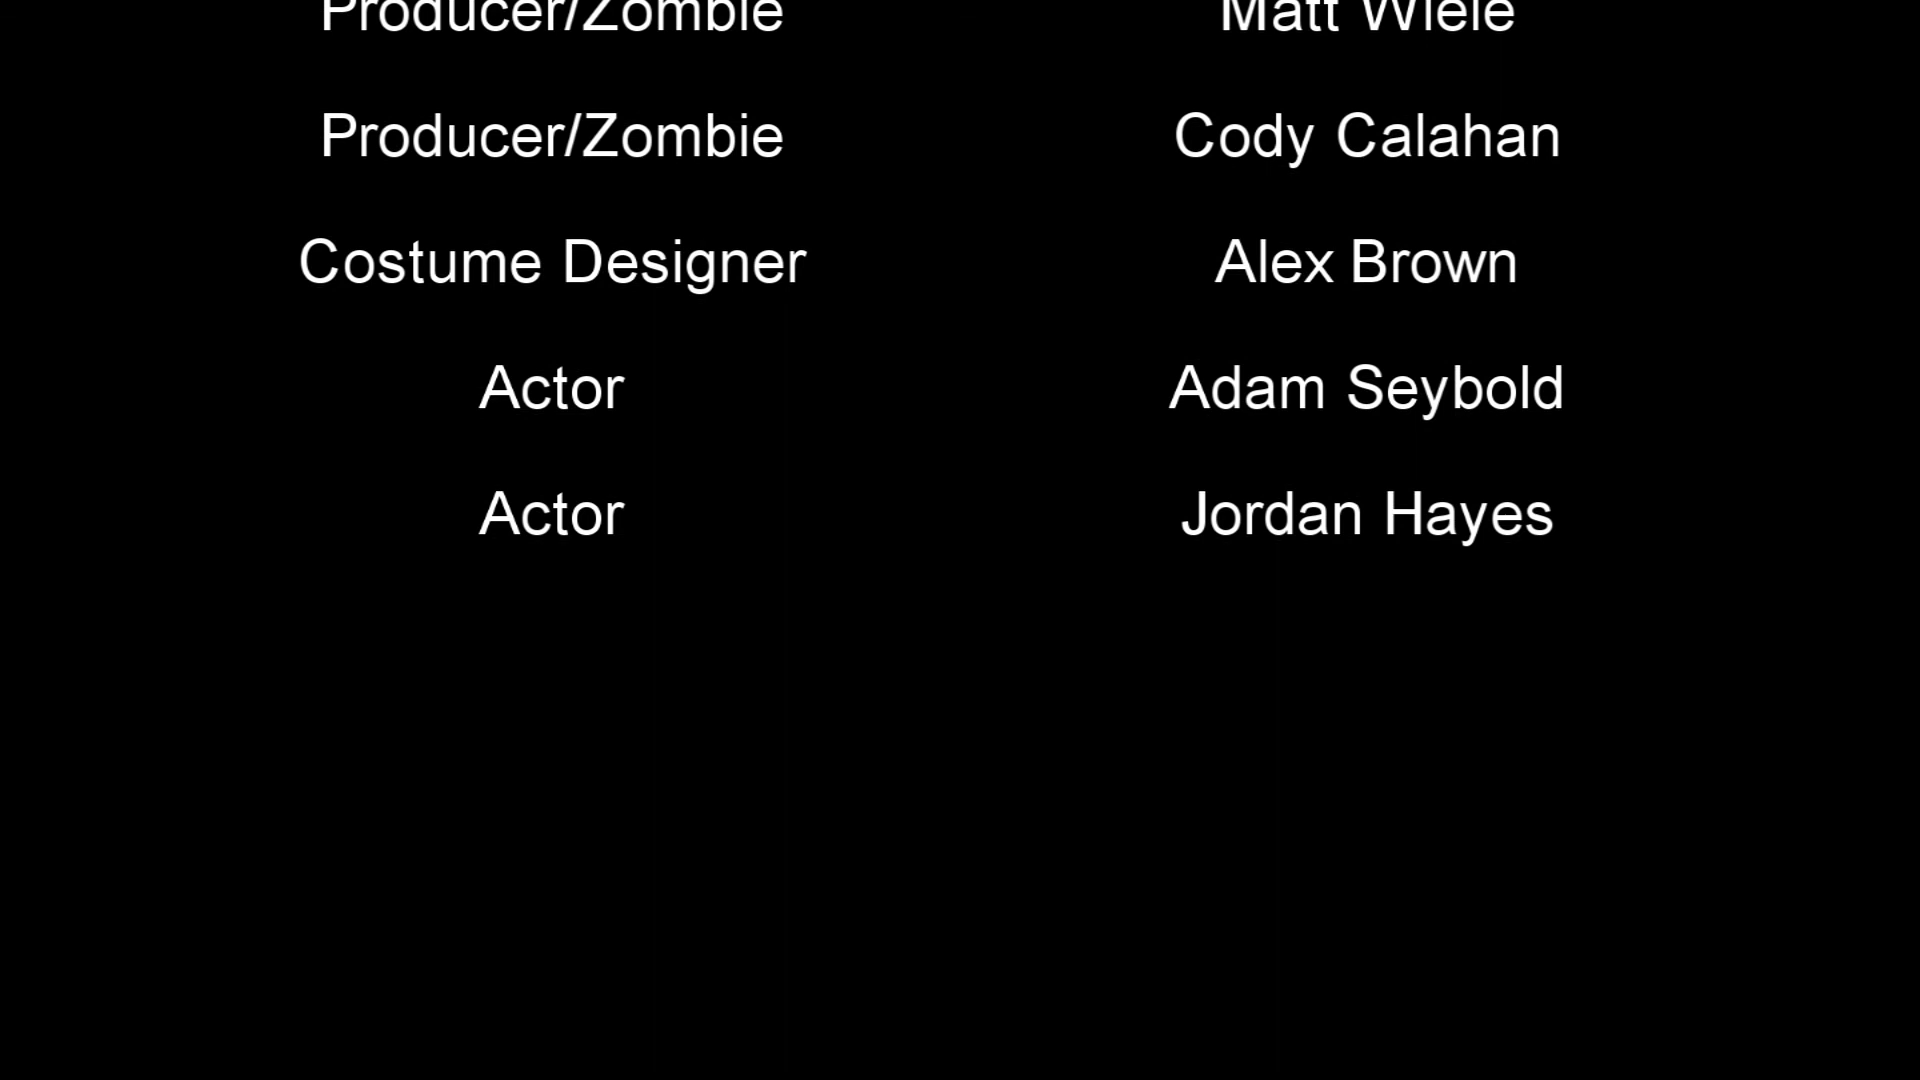 Producer/Zombie Matt Wiele
Producer/Zombie Cody Calahan
Costume Designer Alex Brown
Actor Adam Seybold
Actor Jordan Hayes